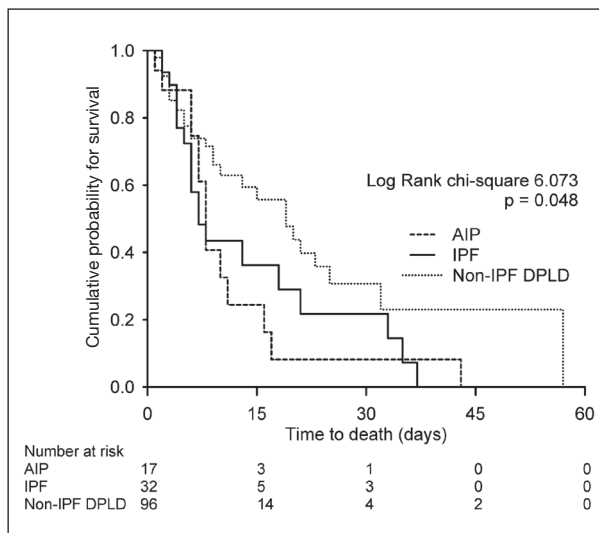 1.0
0.8
0.6
0.4
0.2
0.0
Cumulative probability for survival
Log Rank chi-square 6.073
p = 0.048
AIP
IPF
Non-IPF DPLD
0 15 30 45 60
Time to death (days)
Number at risk
AIP 17 3 1 0 0
IPF 32 5 3 0 0
Non-IPF DPLD 96 14 4 2 0